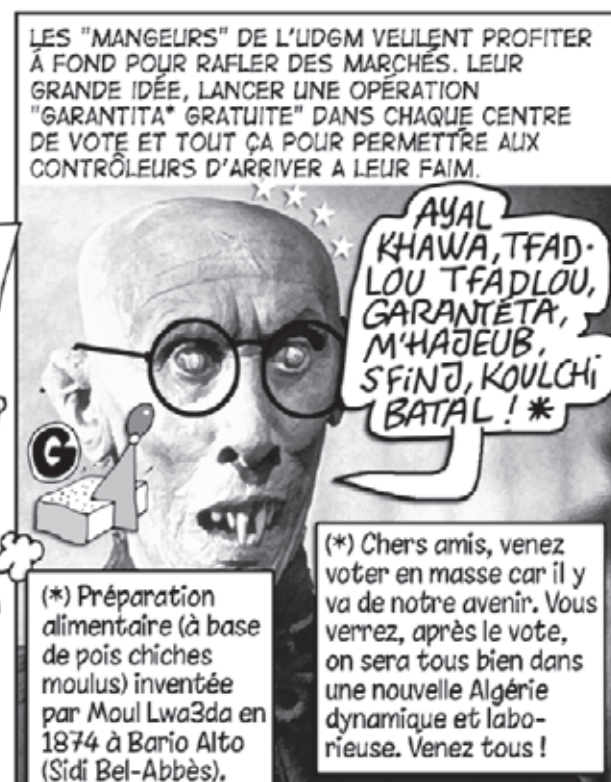 LES "MANGEURS" DE L'UDGM VEULENT PROFITER
À FOND POUR RAFLER DES MARCHÉS. LEUR
GRANDE IDÉE, LANCER UNE OPÉRATION
"GARANTITA* GRATUITE" DANS CHAQUE CENTRE
DE VOTE ET TOUT ÇA POUR PERMETTRE AUX
CONTRÔLEURS D'ARRIVER A LEUR FAIM.
AYAL
KHAWA, TFAD-
LOU TFADLOU,
GARANTÉTA,
M'HAJEUB,
SFINJ, KOULCHI
BATAL ! *
G
(*) Préparation
alimentaire (à base
de pois chiches
moulus) inventée
par Moul Lwa3da en
1874 à Bario Alto
(Sidi Bel-Abbès).
(*) Chers amis, venez
voter en masse car il y
va de notre avenir. Vous
verrez, après le vote,
on sera tous bien dans
une nouvelle Algérie
dynamique et labo-
rieuse. Venez tous !